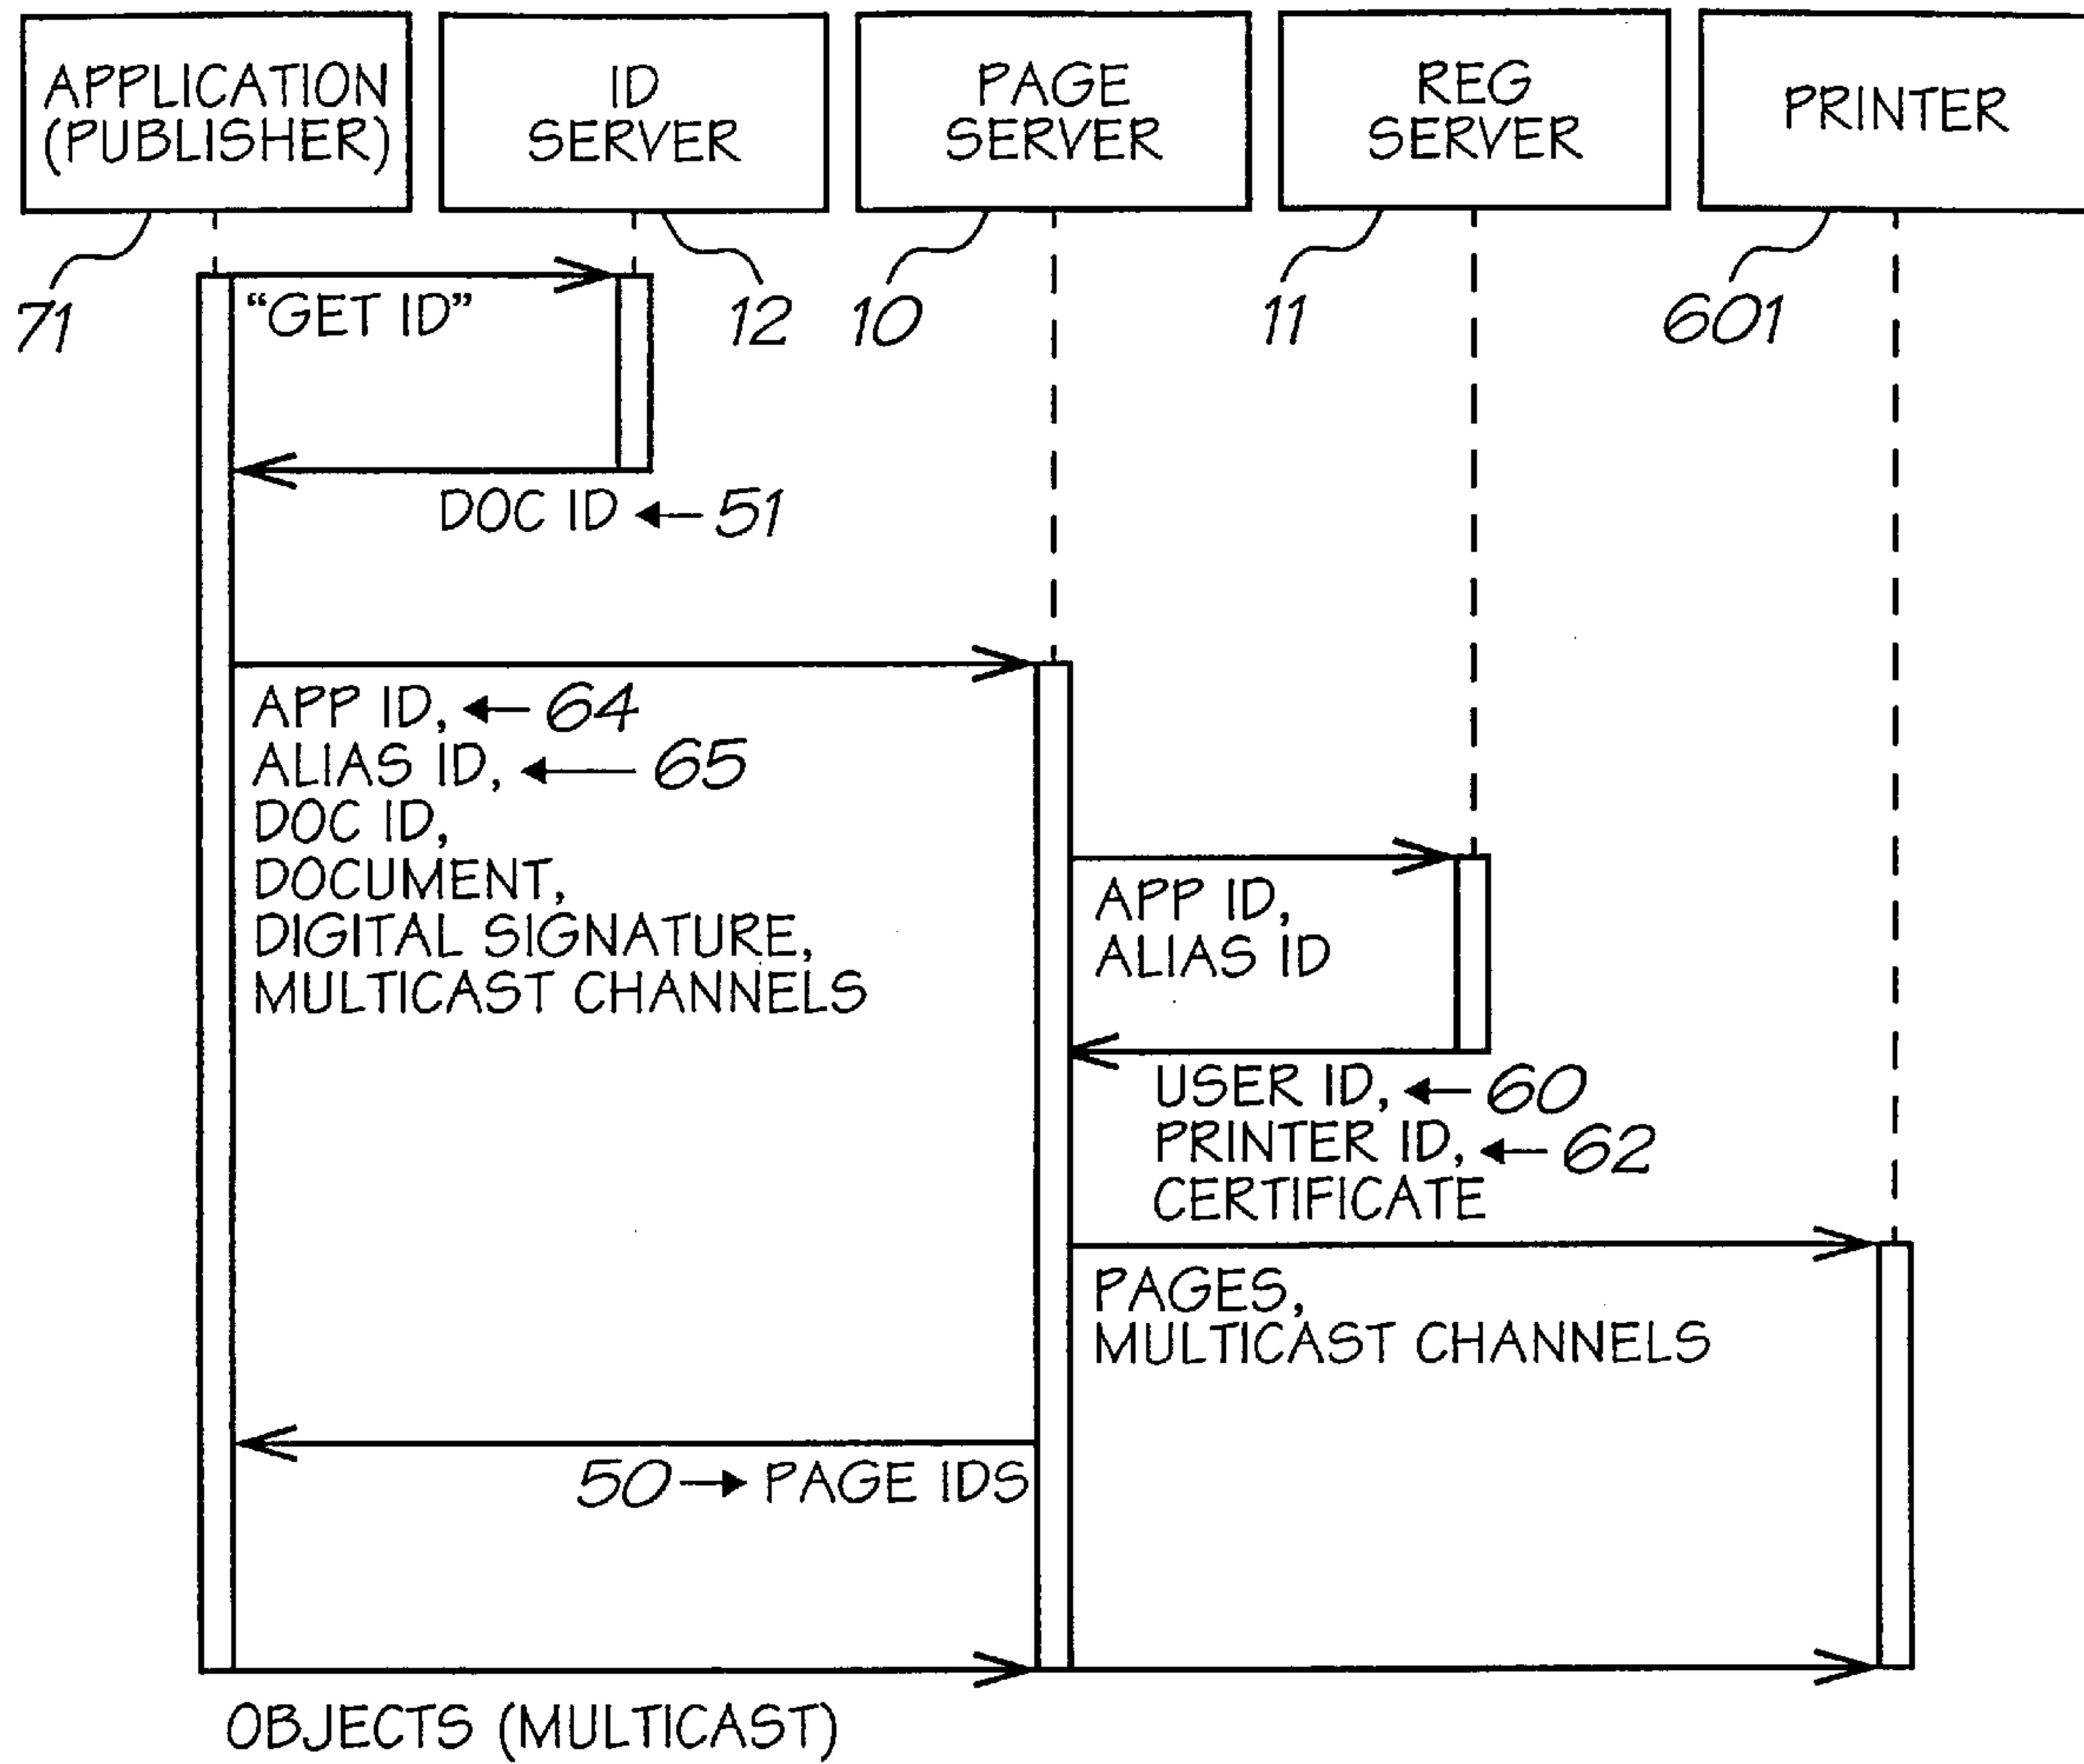 APPLICATION
(PUBLISHER)
ID
SERVER
PAGE
SERVER
REG
SERVER
PRINTER
71
12
10
11
601
“GET ID”
DOC ID
51
APP ID,
64
ALIAS ID,
65
DOC ID,
DOCUMENT,
DIGITAL SIGNATURE,
MULTICAST CHANNELS
APP ID,
ALIAS ID
USER ID,
60
PRINTER ID,
62
CERTIFICATE
PAGES,
MULTICAST CHANNELS
50
PAGE IDS
OBJECTS (MULTICAST)